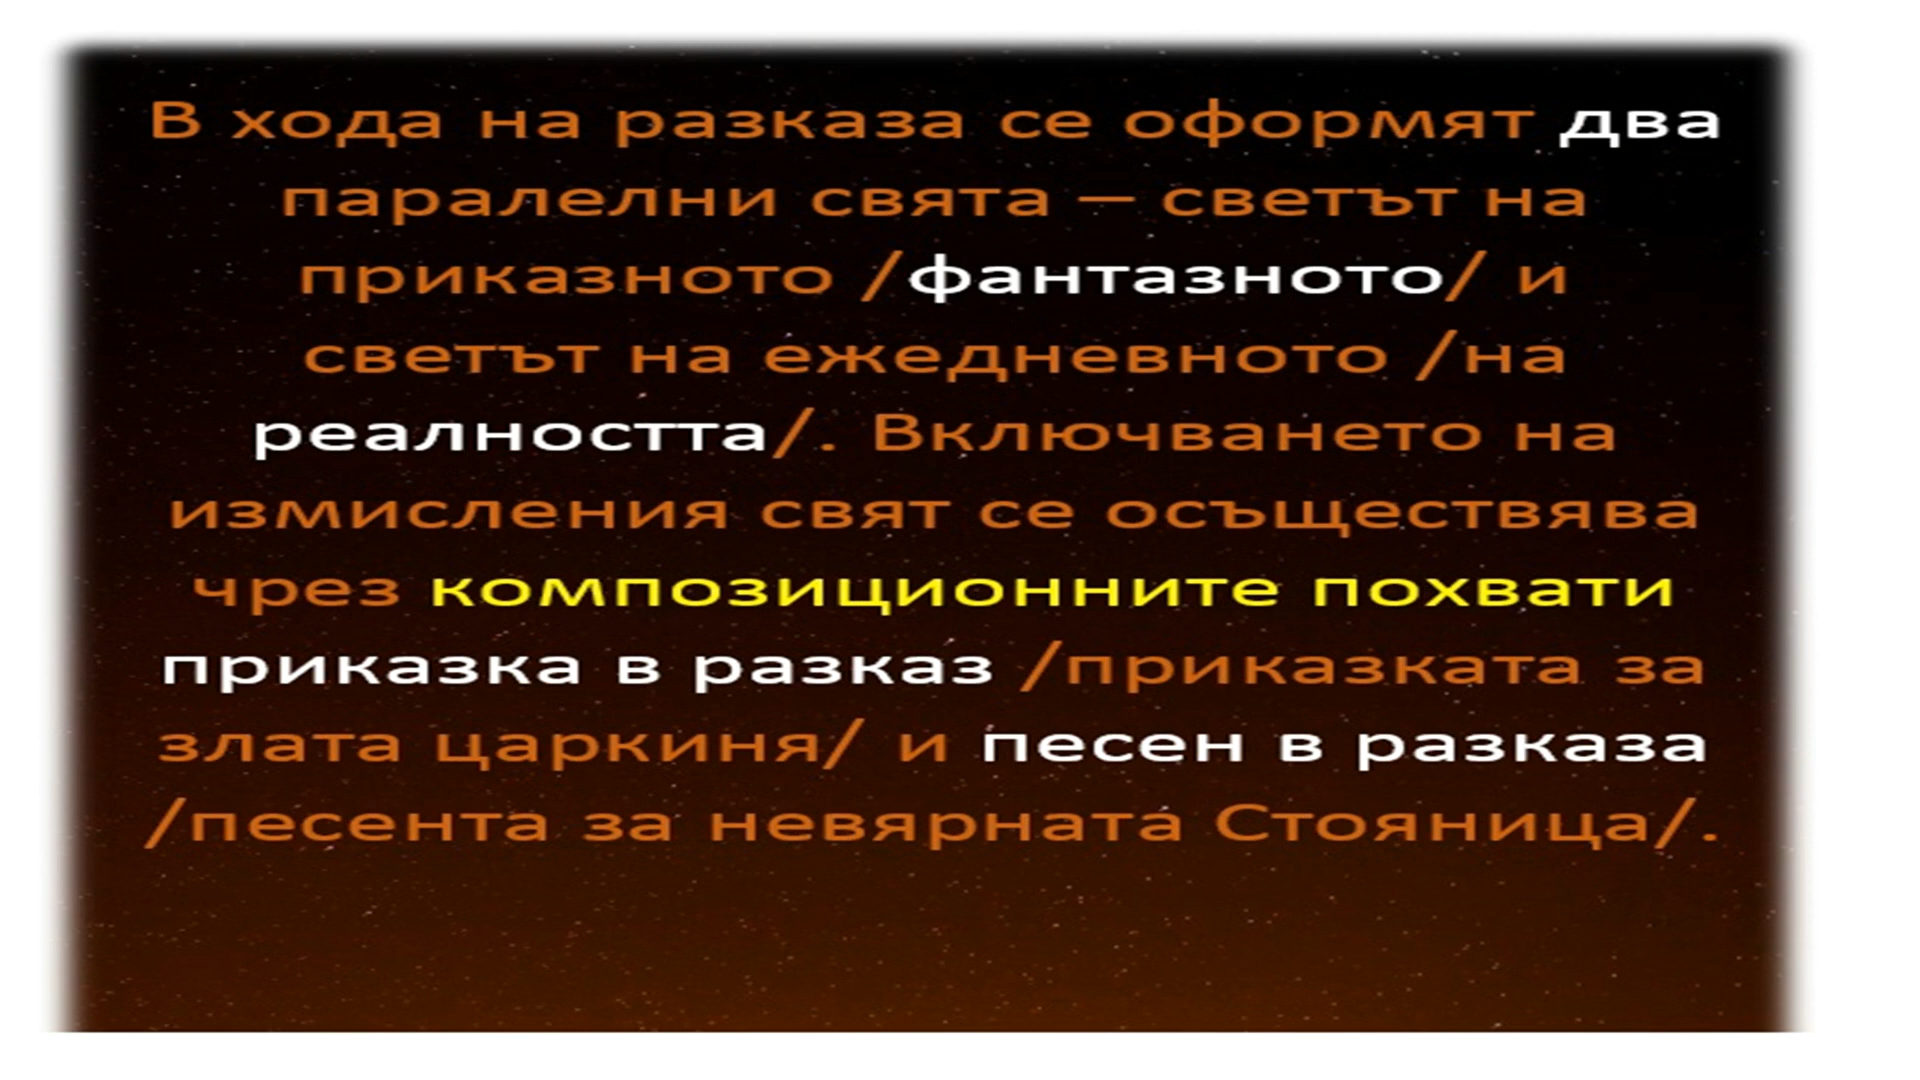 В хода на разказа се оформят два
паралелни свята – светът на
приказното /фантазното/ и
светът на ежедневното /на
реалността/. Включването на
измисления свят се осъществява
чрез композиционните похвати
приказка в разказ /приказката за
злата царкиня/ и песен в разказа
/песента за невярната Стояница/.